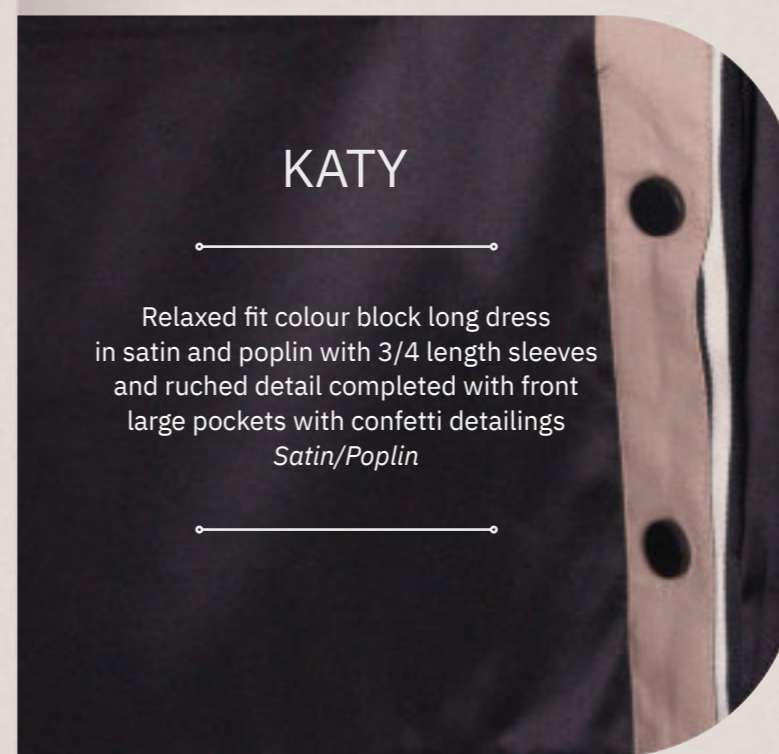 KATY
Relaxed fit colour block long dress
in satin and poplin with 3/4 length sleeves
and ruched detail completed with front
large pockets with confetti detailings
Satin/Poplin